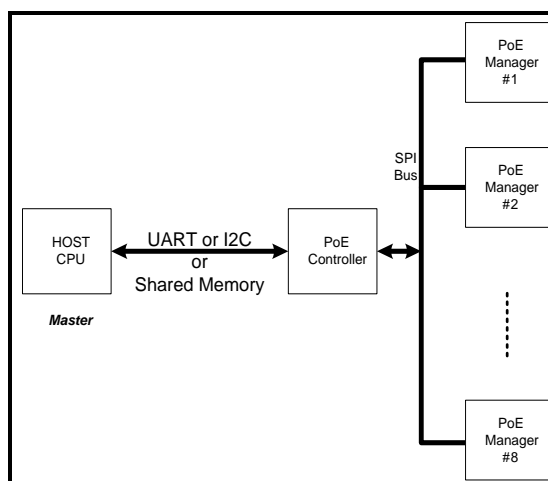 PoE
Manager
#1
SPI
Bus
PoE
Manager
#2
HOST
CPU
UART or I2C
or
Shared Memory
PoE
Controller
Master
PoE
Manager
#8